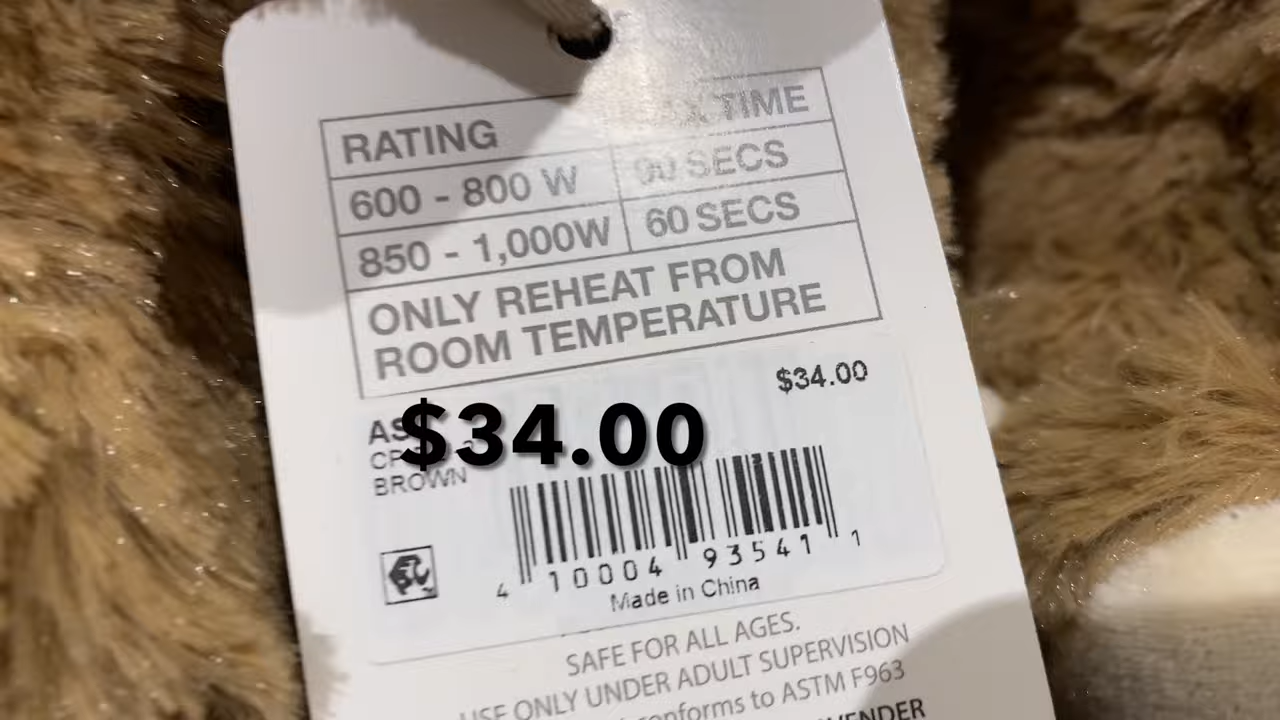 RATING TIME
600 - 800 W 90 SECS
850 - 1,000W 60 SECS
ONLY REHEAT FROM
ROOM TEMPERATURE
$34.00
$34.00
BROWN
4 10004 93541 1
Made in China
SAFE FOR ALL AGES.
USE ONLY UNDER ADULT SUPERVISION
conforms to ASTM F963